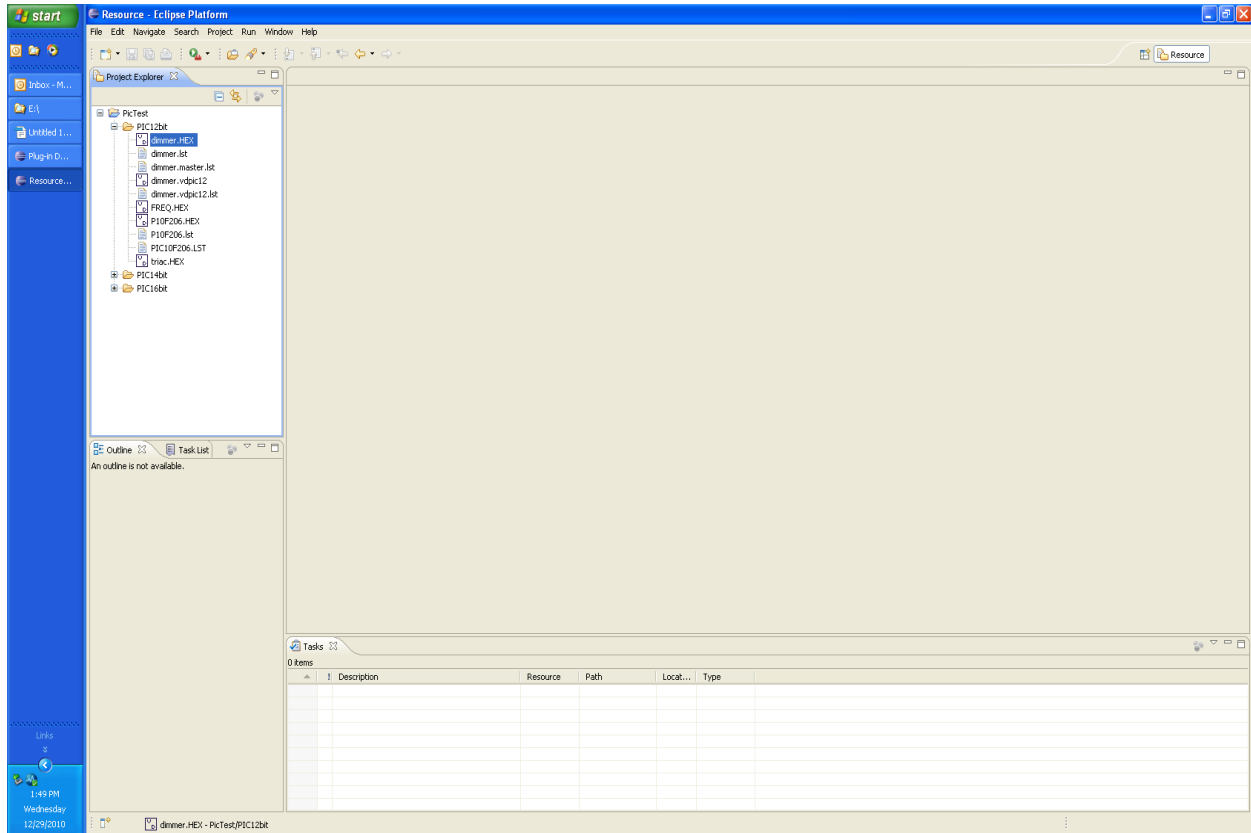 start
Inbox - M...
E:\
Untitled 1...
Plug-in D...
Resource...
Links
1:49 PM
Wednesday
12/29/2010
Resource - Eclipse Platform
File Edit Navigate Search Project Run Window Help
Resource
Project Explorer
PicTest
PIC12bit
dimmer.HEX
dimmer.lst
dimmer.master.lst
dimmer.vdpic12
dimmer.vdpic12.lst
FREQ.HEX
P10F206.HEX
P10F206.lst
PIC10F206.LST
triac.HEX
PIC14bit
PIC16bit
Outline Task List
An outline is not available.
Tasks
0 items
! Description Resource Path Locat... Type
dimmer.HEX - PicTest/PIC12bit